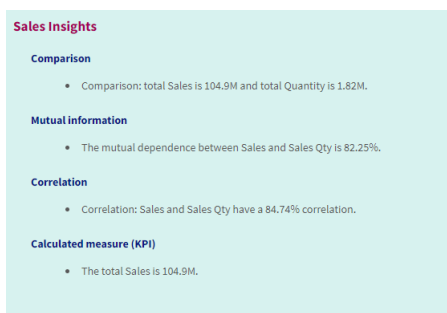 Sales Insights
Comparison
• Comparison: total Sales is 104.9M and total Quantity is 1.82M.
Mutual information
• The mutual dependence between Sales and Sales Qty is 82.25%.
Correlation
• Correlation: Sales and Sales Qty have a 84.74% correlation.
Calculated measure (KPI)
• The total Sales is 104.9M.